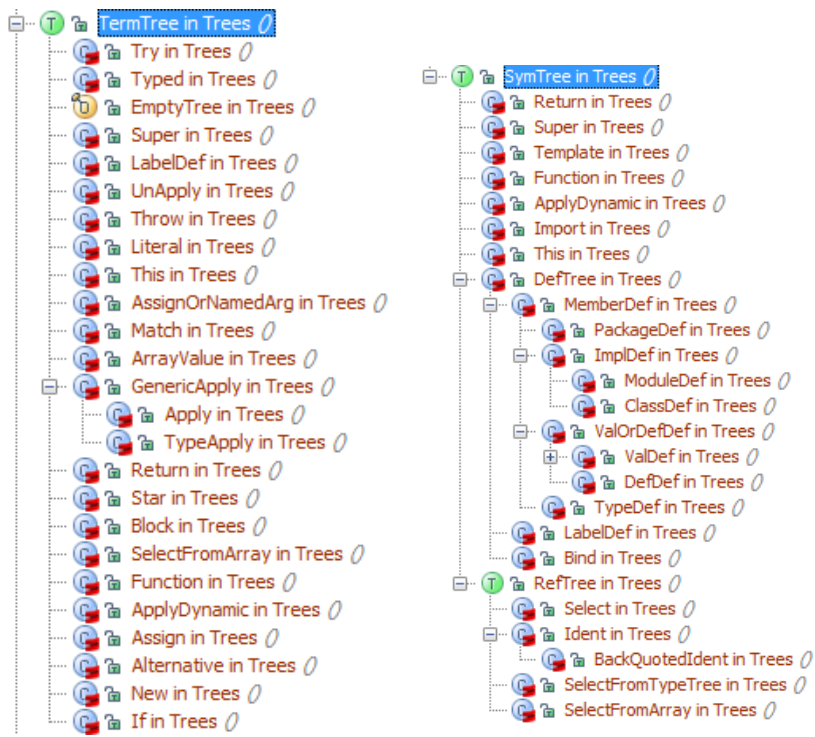 TermTree in Trees ()
Try in Trees ()
Typed in Trees ()
EmptyTree in Trees ()
Super in Trees ()
LabelDef in Trees ()
UnApply in Trees ()
Throw in Trees ()
Literal in Trees ()
This in Trees ()
AssignOrNamedArg in Trees ()
Match in Trees ()
ArrayValue in Trees ()
GenericApply in Trees ()
Apply in Trees ()
TypeApply in Trees ()
Return in Trees ()
Star in Trees ()
Block in Trees ()
SelectFromArray in Trees ()
Function in Trees ()
ApplyDynamic in Trees ()
Assign in Trees ()
Alternative in Trees ()
New in Trees ()
If in Trees ()
SymTree in Trees ()
Return in Trees ()
Super in Trees ()
Template in Trees ()
Function in Trees ()
ApplyDynamic in Trees ()
Import in Trees ()
This in Trees ()
DefTree in Trees ()
MemberDef in Trees ()
PackageDef in Trees ()
ImplDef in Trees ()
ModuleDef in Trees ()
ClassDef in Trees ()
ValOrDefDef in Trees ()
ValDef in Trees ()
DefDef in Trees ()
TypeDef in Trees ()
LabelDef in Trees ()
Bind in Trees ()
RefTree in Trees ()
Select in Trees ()
Ident in Trees ()
BackQuotedIdent in Trees ()
SelectFromTypeTree in Trees ()
SelectFromArray in Trees ()